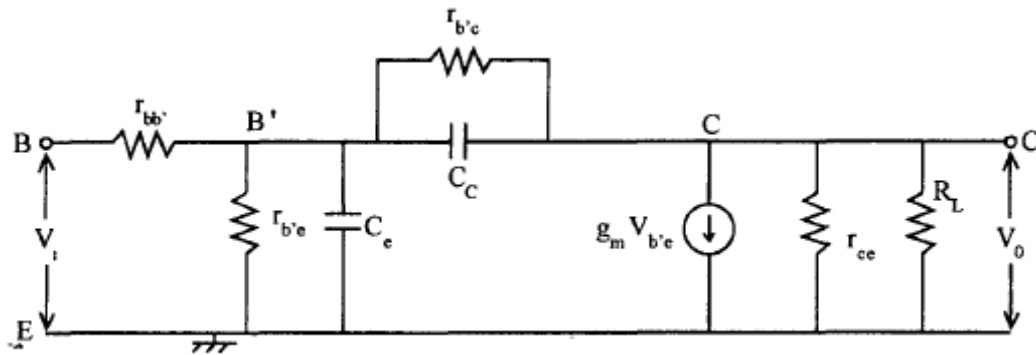 r_b'c
r_bb'
B B' C C
C_C
V_i r_b'e C_e g_m V_b'e r_ce R_L V_0
E